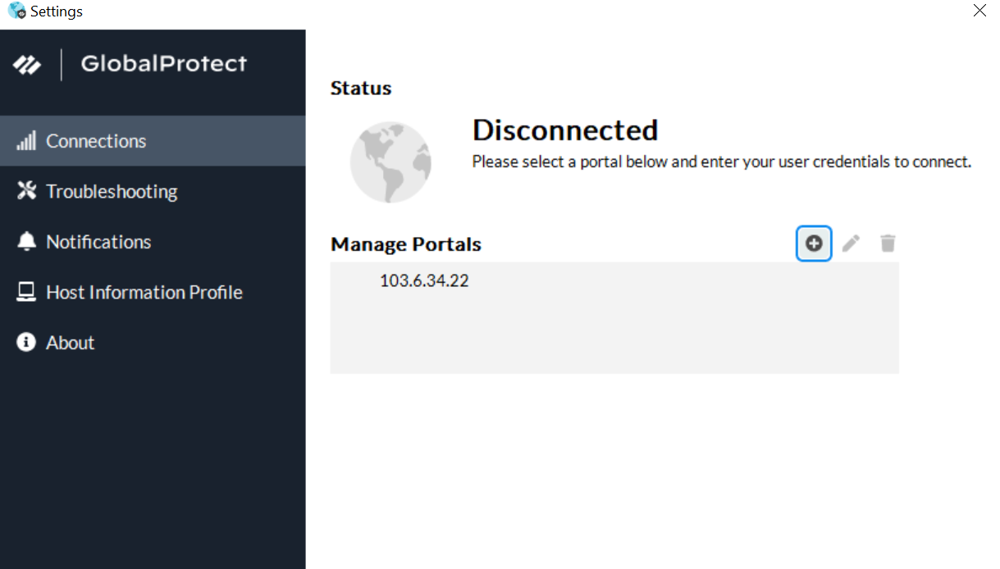 Settings
GlobalProtect
Connections
Troubleshooting
Notifications
Host Information Profile
About
Status
Disconnected
Please select a portal below and enter your user credentials to connect.
Manage Portals
103.6.34.22